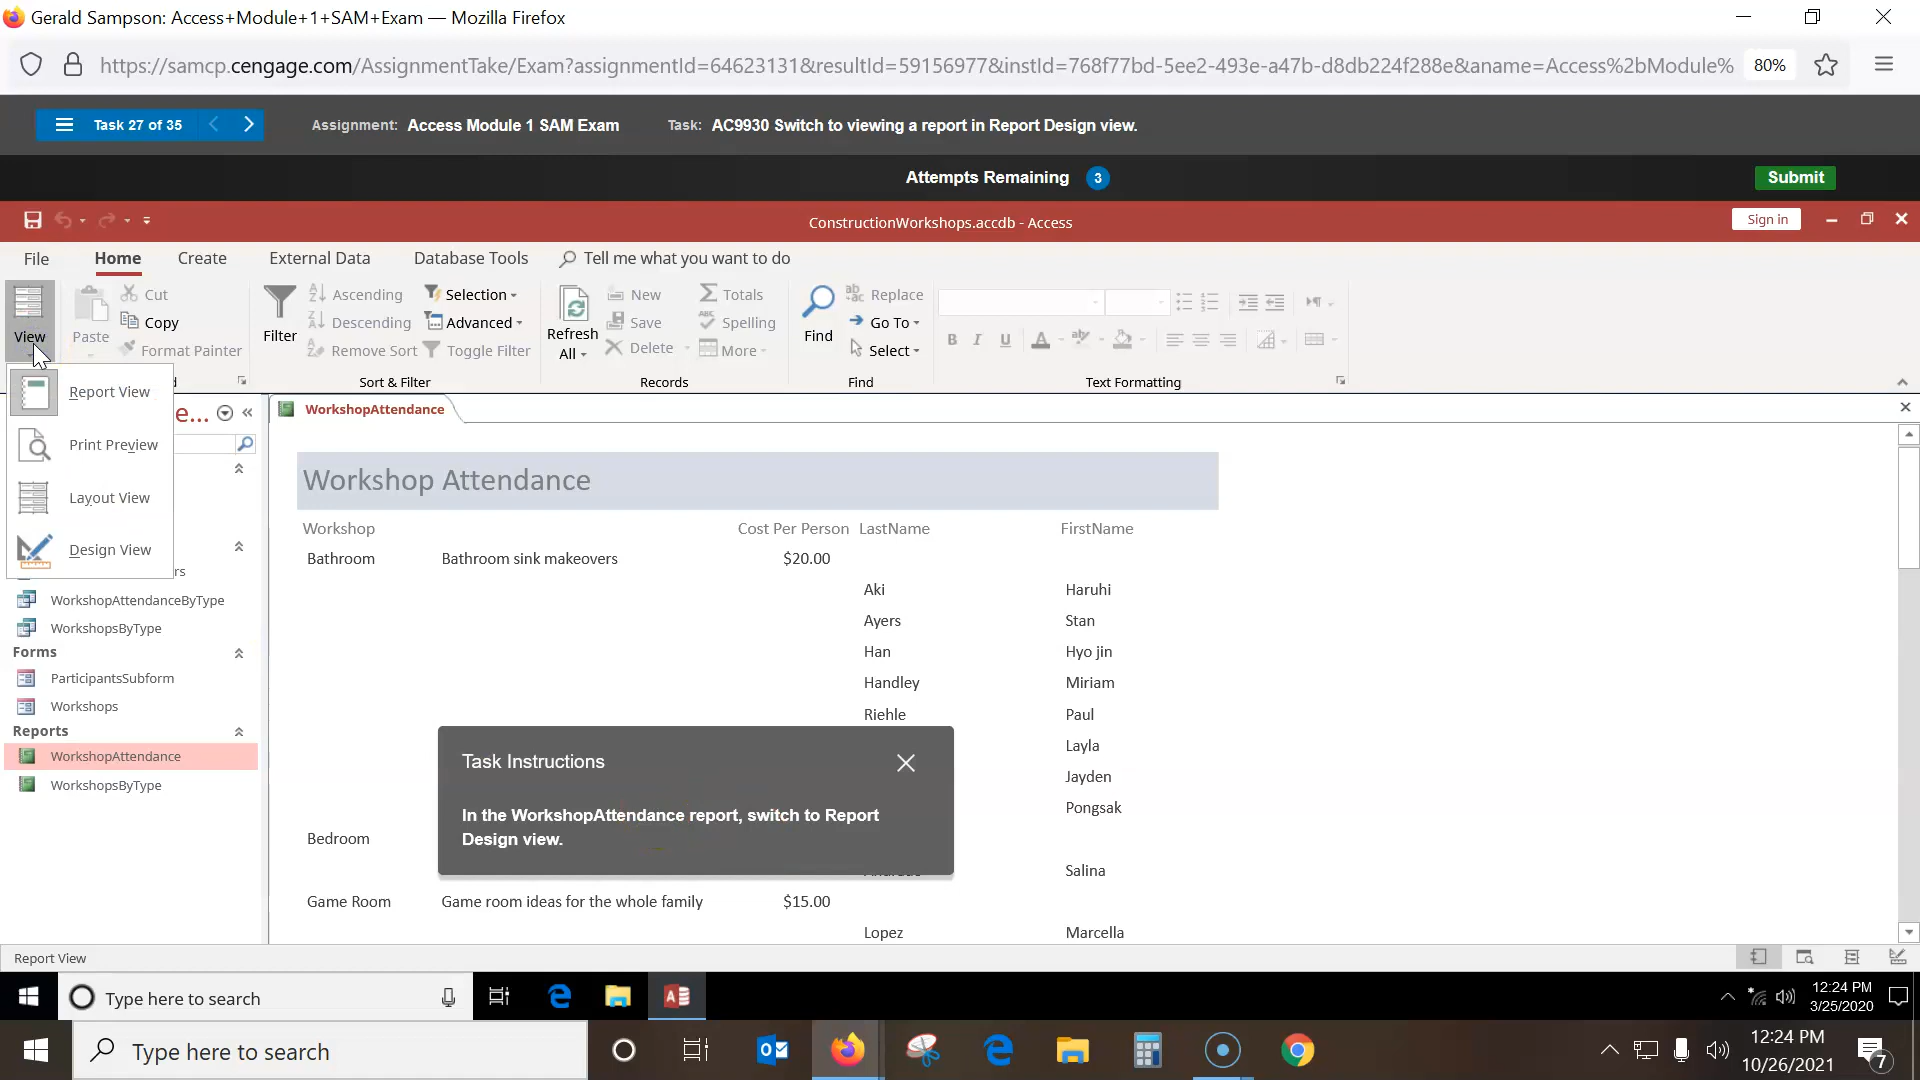 Gerald Sampson: Access+Module+1+SAM+Exam — Mozilla Firefox
https://samcp.cengage.com/AssignmentTake/Exam?assignmentId=64623131&resultId=59156977&instId=768f77bd-5ee2-493e-a47b-d8db224f288e&aname=Access%2bModule%
80%
Task 27 of 35
Assignment: Access Module 1 SAM Exam
Task: AC9930 Switch to viewing a report in Report Design view.
Attempts Remaining 3
Submit
ConstructionWorkshops.accdb - Access
Sign in
File Home Create External Data Database Tools Tell me what you want to do
View
Paste
Cut
Copy
Format Painter
Filter
Ascending
Descending
Remove Sort
Selection
Advanced
Toggle Filter
Sort & Filter
Refresh
All
New
Save
Delete
Totals
Spelling
More
Records
Find
Replace
Go To
Select
Find
B I U A
Text Formatting
Report View
Print Preview
Layout View
Design View
e...
rs
WorkshopAttendanceByType
WorkshopsByType
Forms
ParticipantsSubform
Workshops
Reports
WorkshopAttendance
WorkshopsByType
WorkshopAttendance
Workshop Attendance
Workshop Cost Per Person LastName FirstName
Bathroom Bathroom sink makeovers $20.00
Aki Haruhi
Ayers Stan
Han Hyo jin
Handley Miriam
Riehle Paul
Layla
Jayden
Pongsak
Bedroom
Salina
Game Room Game room ideas for the whole family $15.00
Lopez Marcella
Task Instructions
In the WorkshopAttendance report, switch to Report
Design view.
Report View
Type here to search
12:24 PM
3/25/2020
Type here to search
12:24 PM
10/26/2021
7